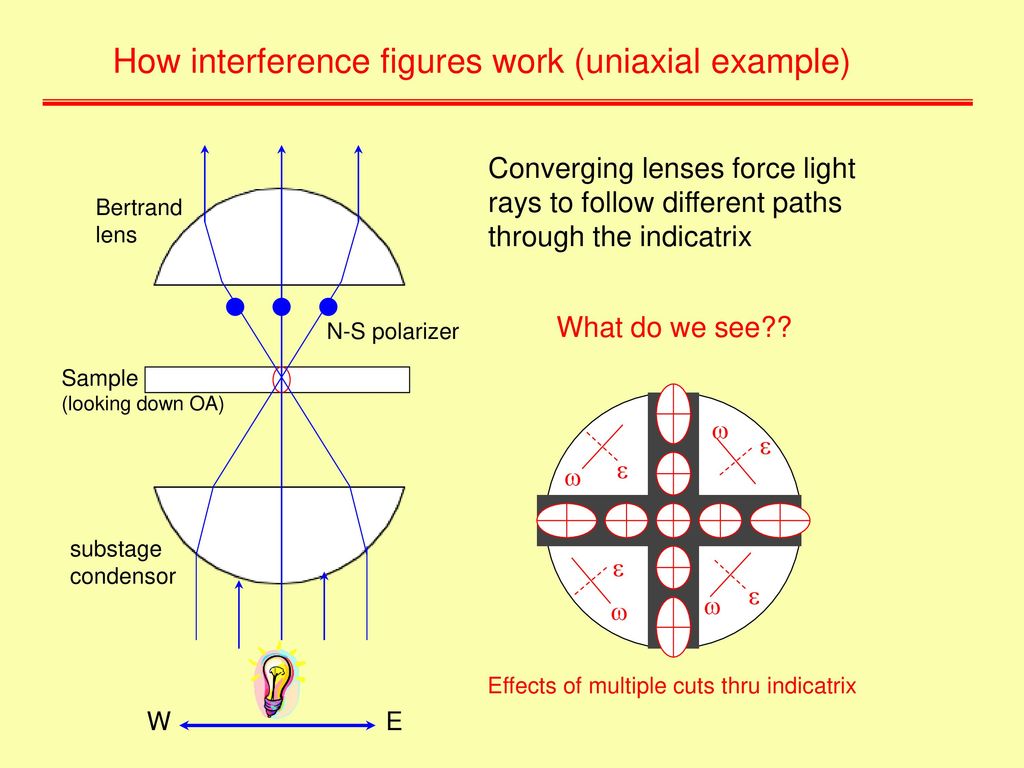 How interference figures work (uniaxial example)
Bertrand
lens
Converging lenses force light
rays to follow different paths
through the indicatrix
N-S polarizer
What do we see??
Sample
(looking down OA)
ω
ε
ω
ε
substage
condensor
ε
ω
ω
ε
Effects of multiple cuts thru indicatrix
W
E